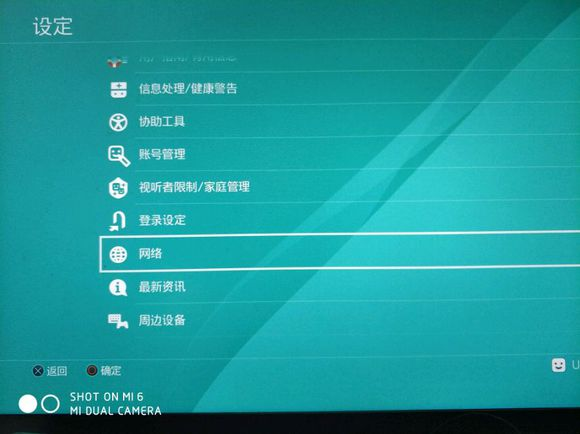 设定
信息处理/健康警告
协助工具
账号管理
视听者限制/家庭管理
登录设定
网络
最新资讯
周边设备
返回
确定
U
SHOT ON MI 6
MI DUAL CAMERA